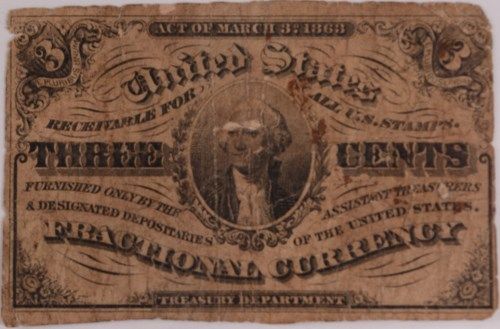 ACT OF MARCH 3RD 1863
3 3
United States
RECEIVABLE FOR ALL U.S. STAMPS.
THREE CENTS
FURNISHED ONLY BY THE ASSISTANT TREASURERS
& DESIGNATED DEPOSITARIES OF THE UNITED STATES.
FRACTIONAL CURRENCY
TREASURY DEPARTMENT